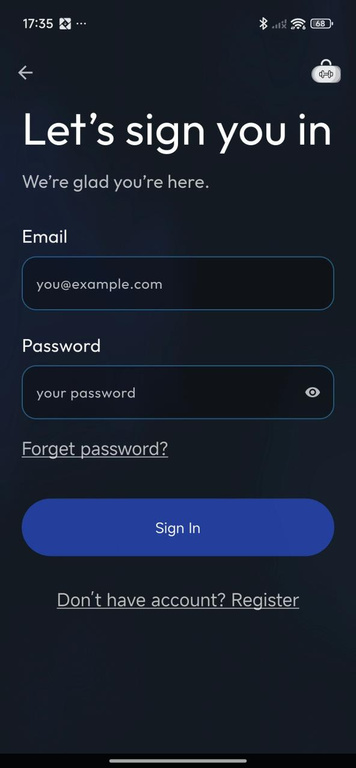 17:35 ...
68
Let’s sign you in
We’re glad you’re here.
Email
you@example.com
Password
your password
Forget password?
Sign In
Don't have account? Register